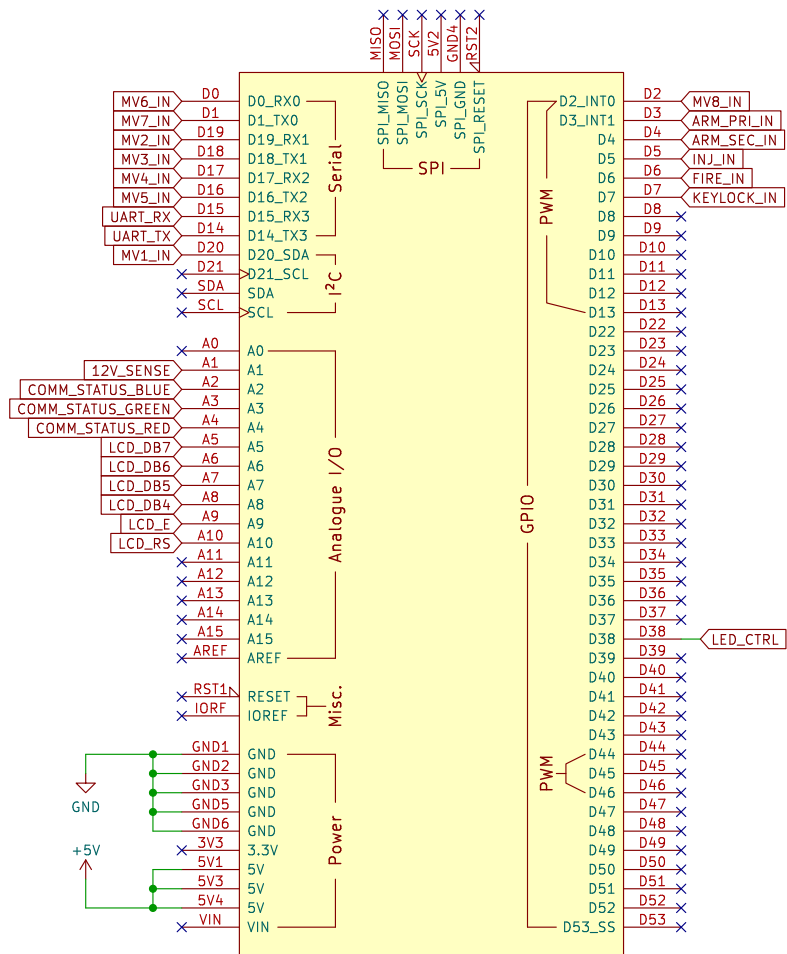 MISO MOSI SCK 5V2 GND4 RST2
SPI_MISO SPI_MOSI SPI_SCK SPI_5V SPI_GND SPI_RESET
SPI
MV6_IN D0 D0_RX0
MV7_IN D1 D1_TX0
MV2_IN D19 D19_RX1
MV3_IN D18 D18_TX1
MV4_IN D17 D17_RX2
MV5_IN D16 D16_TX2
UART_RX D15 D15_RX3
UART_TX D14 D14_TX3
Serial
MV1_IN D20 D20_SDA
D21 D21_SCL
SDA SDA
SCL SCL
I²C
A0 A0
12V_SENSE A1 A1
COMM_STATUS_BLUE A2 A2
COMM_STATUS_GREEN A3 A3
COMM_STATUS_RED A4 A4
LCD_DB7 A5 A5
LCD_DB6 A6 A6
LCD_DB5 A7 A7
LCD_DB4 A8 A8
LCD_E A9 A9
LCD_RS A10 A10
A11 A11
A12 A12
A13 A13
A14 A14
A15 A15
AREF AREF
Analogue I/O
RST1 RESET
IORF IOREF
Misc.
GND1 GND
GND2 GND
GND3 GND
GND5 GND
GND6 GND
GND
3V3 3.3V
+5V
5V1 5V
5V3 5V
5V4 5V
VIN VIN
Power
D2_INT0 D2 MV8_IN
D3_INT1 D3 ARM_PRI_IN
D4 D4 ARM_SEC_IN
D5 D5 INJ_IN
D6 D6 FIRE_IN
D7 D7 KEYLOCK_IN
D8 D8
D9 D9
D10 D10
D11 D11
D12 D12
D13 D13
PWM
D22 D22
D23 D23
D24 D24
D25 D25
D26 D26
D27 D27
D28 D28
D29 D29
D30 D30
D31 D31
D32 D32
D33 D33
D34 D34
D35 D35
D36 D36
D37 D37
D38 D38 LED_CTRL
D39 D39
D40 D40
D41 D41
D42 D42
D43 D43
D44 D44
D45 D45
D46 D46
PWM
D47 D47
D48 D48
D49 D49
D50 D50
D51 D51
D52 D52
D53_SS D53
GPIO